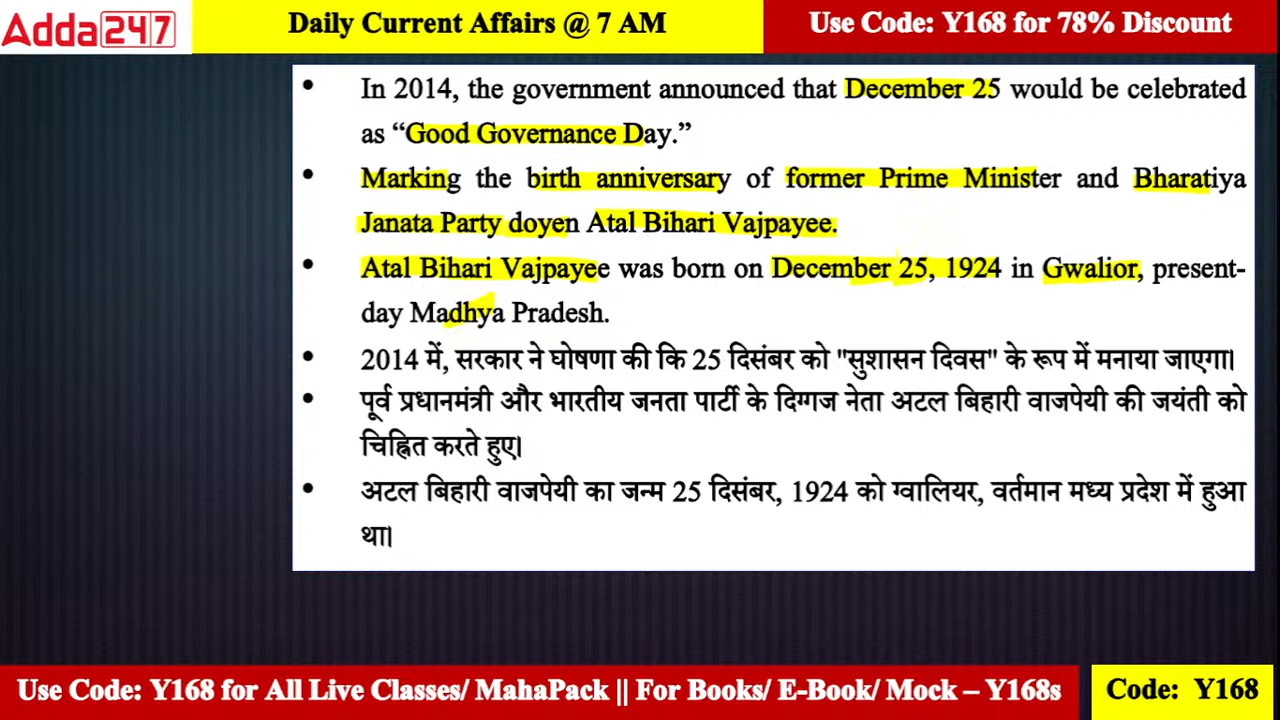 Adda247
Daily Current Affairs @ 7 AM
Use Code: Y168 for 78% Discount
• In 2014, the government announced that December 25 would be celebrated
as “Good Governance Day.”
• Marking the birth anniversary of former Prime Minister and Bharatiya
Janata Party doyen Atal Bihari Vajpayee.
• Atal Bihari Vajpayee was born on December 25, 1924 in Gwalior, present-
day Madhya Pradesh.
• 2014 में, सरकार ने घोषणा की कि 25 दिसंबर को "सुशासन दिवस" के रूप में मनाया जाएगा।
• पूर्व प्रधानमंत्री और भारतीय जनता पार्टी के दिग्गज नेता अटल बिहारी वाजपेयी की जयंती को
चिह्नित करते हुए।
• अटल बिहारी वाजपेयी का जन्म 25 दिसंबर, 1924 को ग्वालियर, वर्तमान मध्य प्रदेश में हुआ
था।
Use Code: Y168 for All Live Classes/ MahaPack || For Books/ E-Book/ Mock – Y168s
Code: Y168